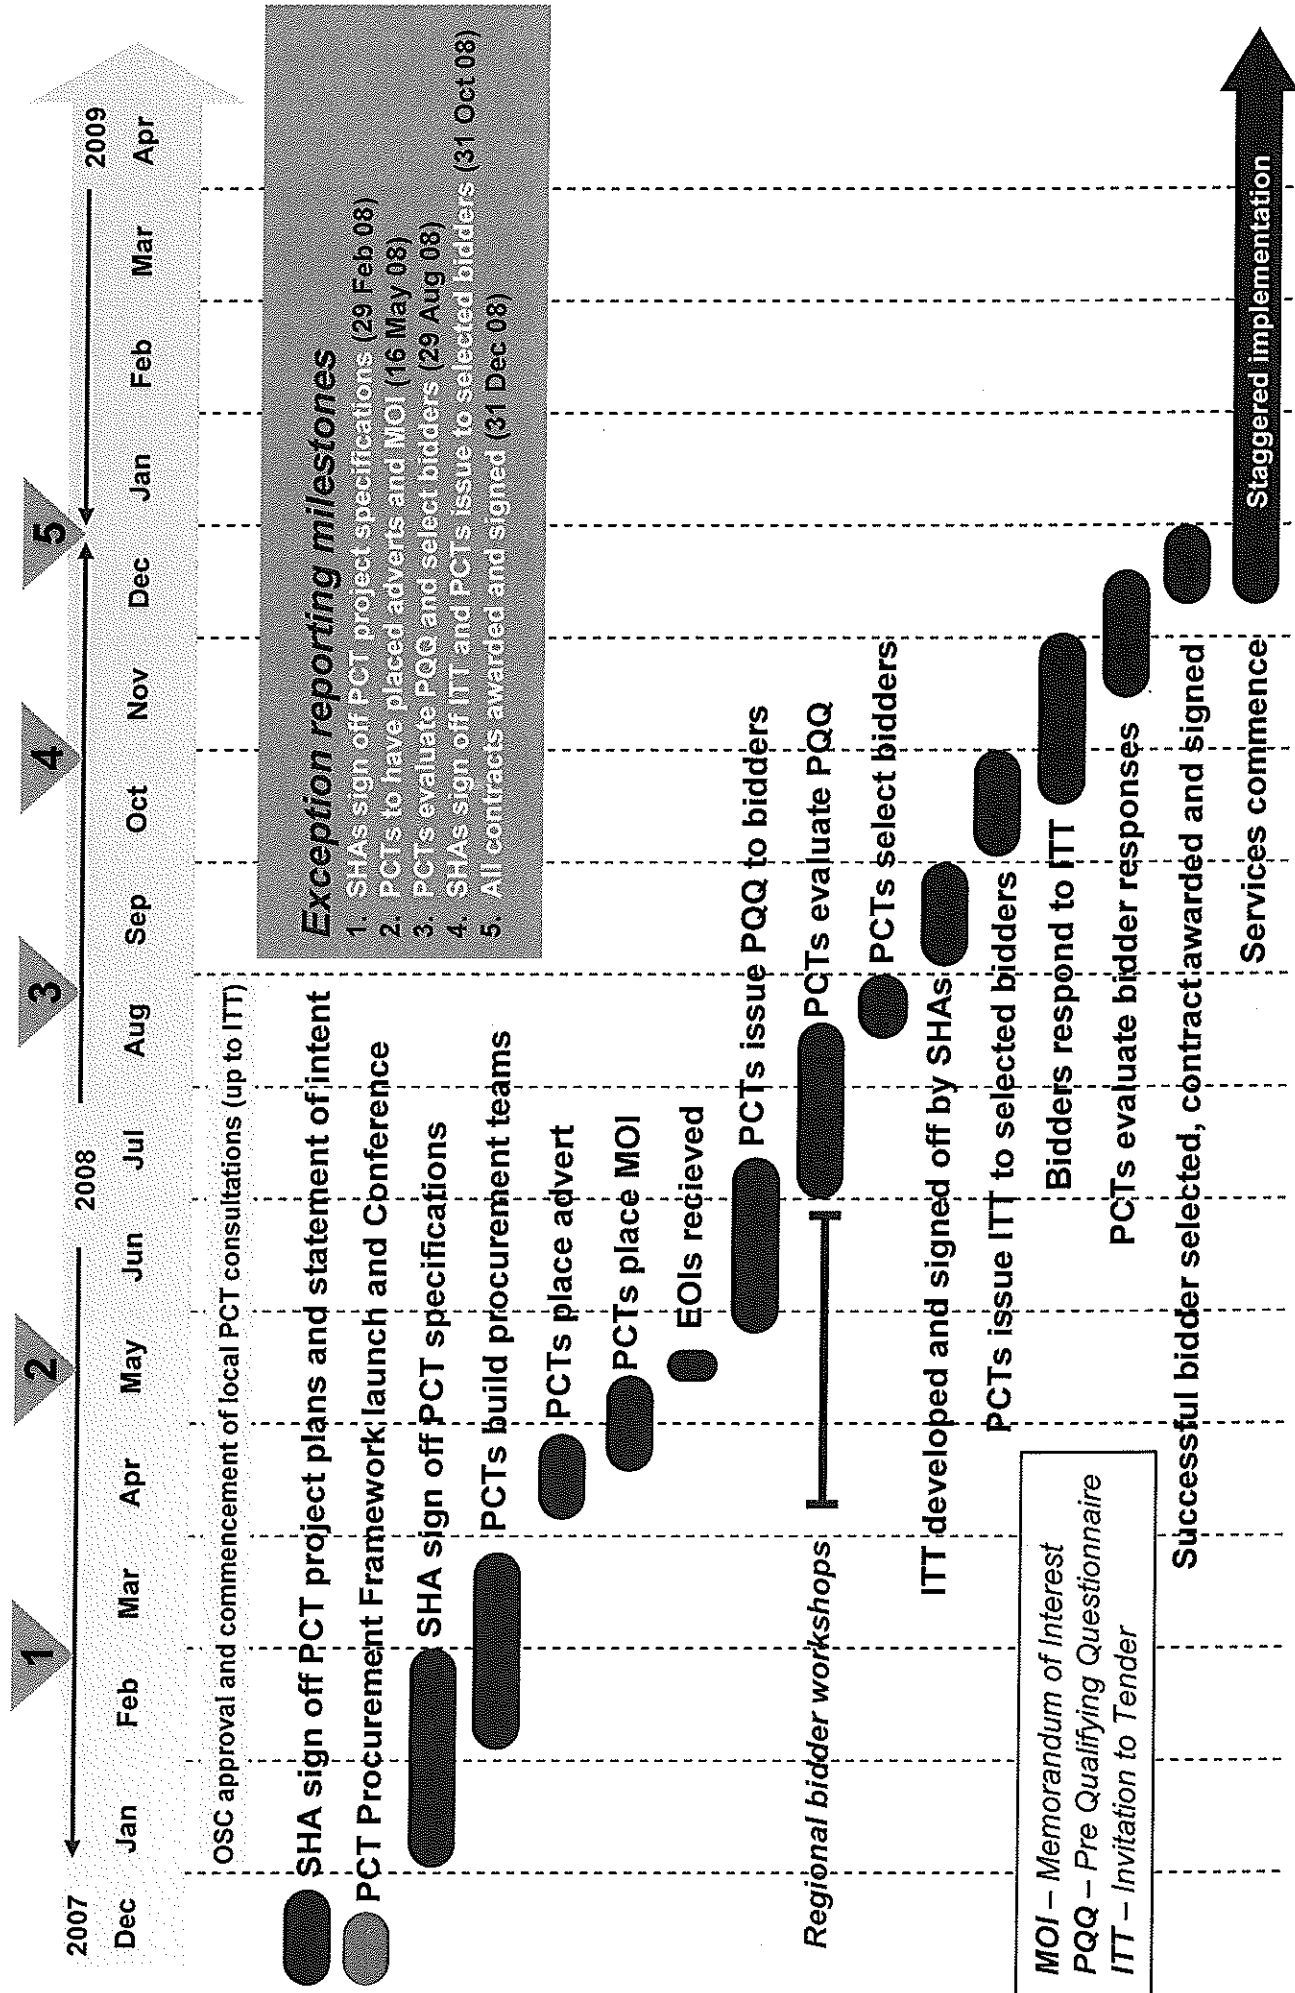 1
2
3
4
5
2007
2008
2009
Dec
Jan
Feb
Mar
Apr
May
Jun
Jul
Aug
Sep
Oct
Nov
Dec
Jan
Feb
Mar
Apr
OSC approval and commencement of local PCT consultations (up to ITT)
Exception reporting milestones
1. SHAs sign off PCT project specifications (29 Feb 08)
2. PCTs to have placed adverts and MOI (16 May 08)
3. PCTs evaluate PQQ and select bidders (29 Aug 08)
4. SHAs sign off ITT and PCTs issue to selected bidders (31 Oct 08)
5. All contracts awarded and signed (31 Dec 08)
SHA sign off PCT project plans and statement of intent
PCT Procurement Framework launch and Conference
SHA sign off PCT specifications
PCTs build procurement teams
PCTs place advert
PCTs place MOI
EOIs recieved
PCTs issue PQQ to bidders
Regional bidder workshops
PCTs evaluate PQQ
PCTs select bidders
ITT developed and signed off by SHAs
PCTs issue ITT to selected bidders
Bidders respond to ITT
PCTs evaluate bidder responses
Successful bidder selected, contract awarded and signed
Services commence
Staggered implementation
MOI – Memorandum of Interest
PQQ – Pre Qualifying Questionnaire
ITT – Invitation to Tender